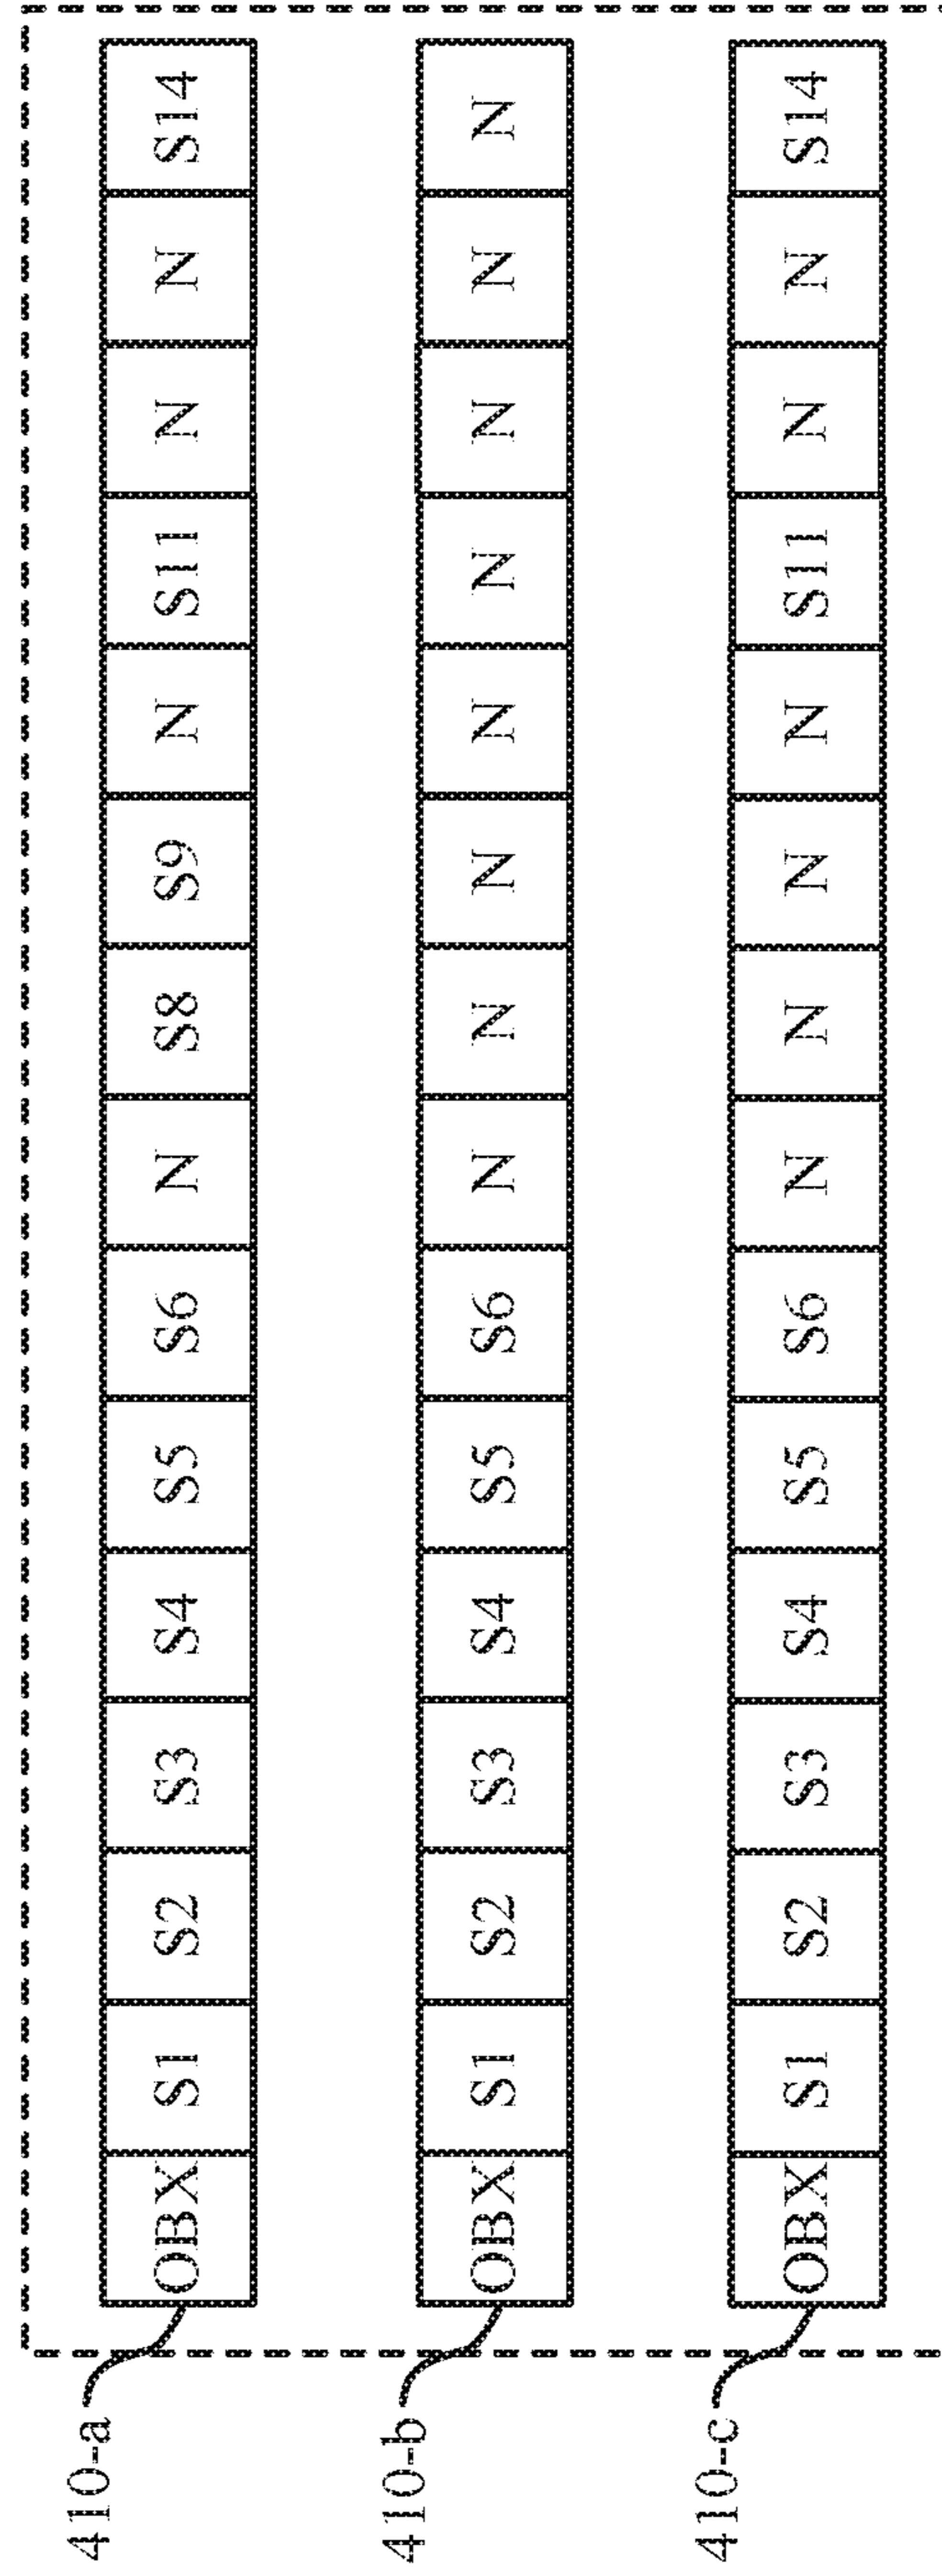 410-a OBX S1 S2 S3 S4 S5 S6 N S8 S9 N S11 N N S14
410-b OBX S1 S2 S3 S4 S5 S6 N N N N N N N N
410-c OBX S1 S2 S3 S4 S5 S6 N N N N S11 N N S14